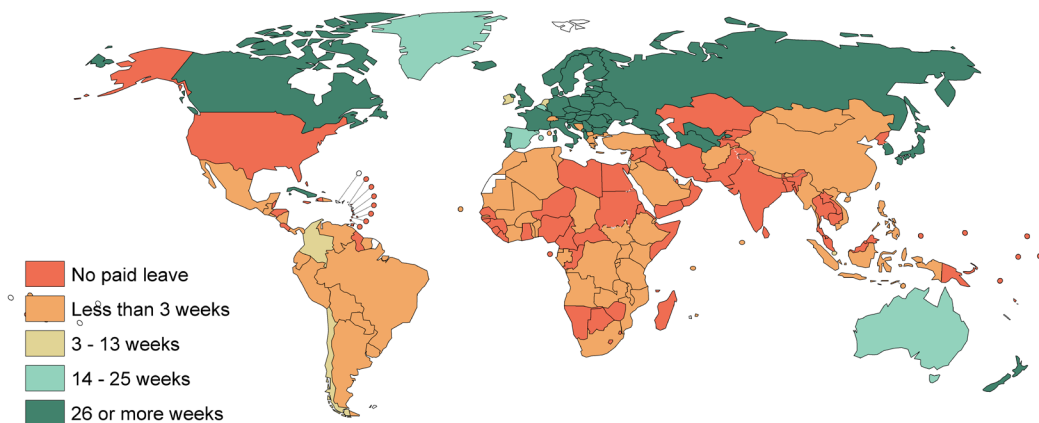 No paid leave
Less than 3 weeks
3 - 13 weeks
14 - 25 weeks
26 or more weeks